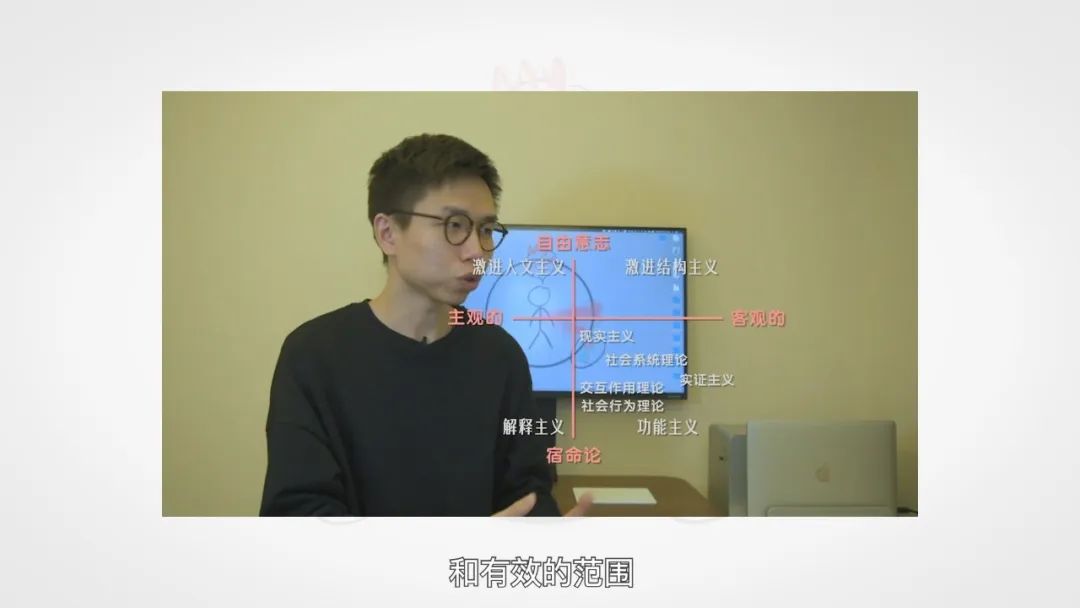 自由意志
激进人文主义
激进结构主义
主观的
客观的
现实主义
社会系统理论
实证主义
交互作用理论
社会行为理论
解释主义
功能主义
宿命论
和有效的范围